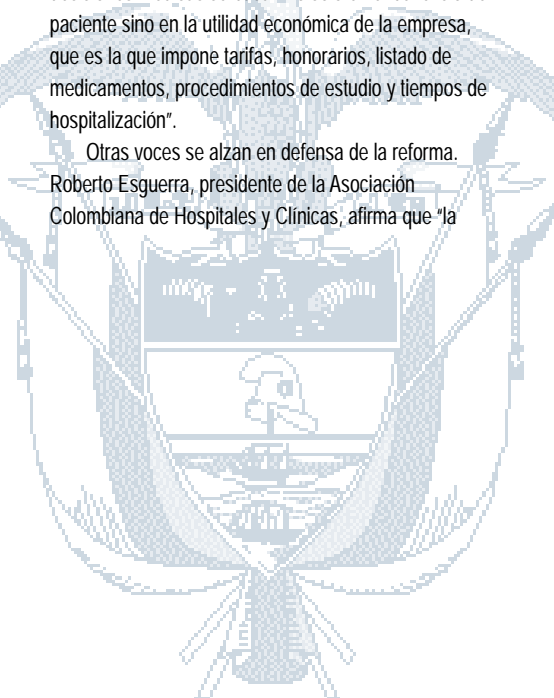 paciente sino en la utilidad económica de la empresa,
que es la que impone tarifas, honorarios, listado de
medicamentos, procedimientos de estudio y tiempos de
hospitalización".
Otras voces se alzan en defensa de la reforma.
Roberto Esguerra, presidente de la Asociación
Colombiana de Hospitales y Clínicas, afirma que "la